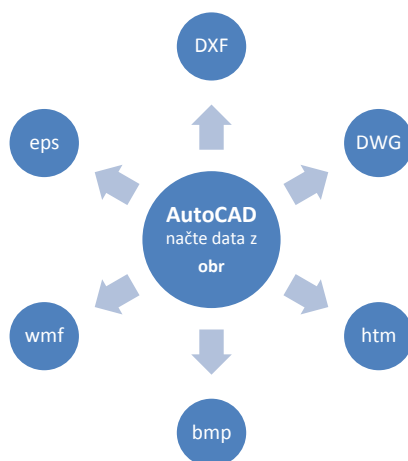 DXF
eps
DWG
AutoCAD
načte data z
obr
wmf
htm
bmp